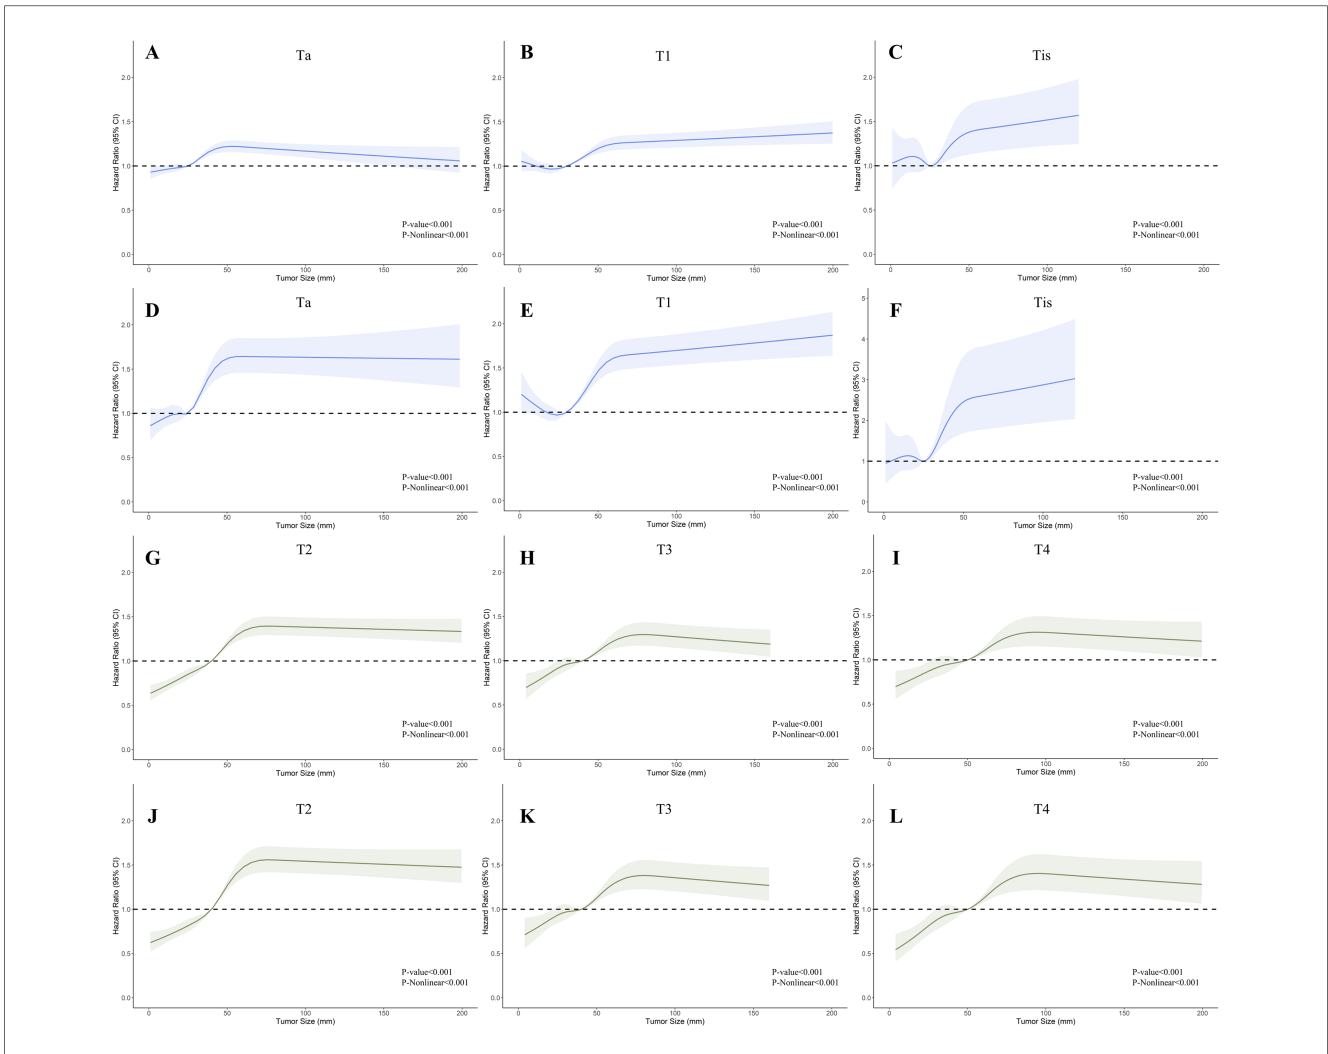 A
Ta
Hazard Ratio (95% CI)
2.0
1.5
1.0
0.5
0.0
P-value<0.001
P-Nonlinear<0.001
0 50 100 150 200
Tumor Size (mm)
B
T1
Hazard Ratio (95% CI)
2.0
1.5
1.0
0.5
0.0
P-value<0.001
P-Nonlinear<0.001
0 50 100 150 200
Tumor Size (mm)
C
Tis
Hazard Ratio (95% CI)
2.0
1.5
1.0
0.5
0.0
P-value<0.001
P-Nonlinear<0.001
0 50 100 150 200
Tumor Size (mm)
D
Ta
Hazard Ratio (95% CI)
2.0
1.5
1.0
0.5
0.0
P-value<0.001
P-Nonlinear<0.001
0 50 100 150 200
Tumor Size (mm)
E
T1
Hazard Ratio (95% CI)
2.0
1.5
1.0
0.5
0.0
P-value<0.001
P-Nonlinear<0.001
0 50 100 150 200
Tumor Size (mm)
F
Tis
Hazard Ratio (95% CI)
5
4
3
2
1
0
P-value<0.001
P-Nonlinear<0.001
0 50 100 150 200
Tumor Size (mm)
G
T2
Hazard Ratio (95% CI)
2.0
1.5
1.0
0.5
0.0
P-value<0.001
P-Nonlinear<0.001
0 50 100 150 200
Tumor Size (mm)
H
T3
Hazard Ratio (95% CI)
2.0
1.5
1.0
0.5
0.0
P-value<0.001
P-Nonlinear<0.001
0 50 100 150 200
Tumor Size (mm)
I
T4
Hazard Ratio (95% CI)
2.0
1.5
1.0
0.5
0.0
P-value<0.001
P-Nonlinear<0.001
0 50 100 150 200
Tumor Size (mm)
J
T2
Hazard Ratio (95% CI)
2.0
1.5
1.0
0.5
0.0
P-value<0.001
P-Nonlinear<0.001
0 50 100 150 200
Tumor Size (mm)
K
T3
Hazard Ratio (95% CI)
2.0
1.5
1.0
0.5
0.0
P-value<0.001
P-Nonlinear<0.001
0 50 100 150 200
Tumor Size (mm)
L
T4
Hazard Ratio (95% CI)
2.0
1.5
1.0
0.5
0.0
P-value<0.001
P-Nonlinear<0.001
0 50 100 150 200
Tumor Size (mm)